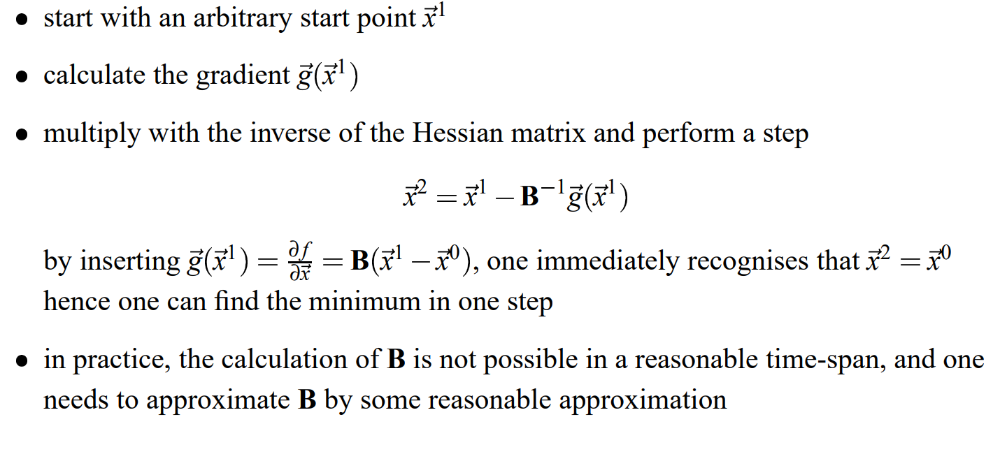 • start with an arbitrary start point $\vec{x}^1$
• calculate the gradient $\vec{g}(\vec{x}^1)$
• multiply with the inverse of the Hessian matrix and perform a step
$\vec{x}^2 = \vec{x}^1 - \mathbf{B}^{-1}\vec{g}(\vec{x}^1)$
by inserting $\vec{g}(\vec{x}^1) = \frac{\partial f}{\partial \vec{x}} = \mathbf{B}(\vec{x}^1 - \vec{x}^0)$, one immediately recognises that $\vec{x}^2 = \vec{x}^0$
hence one can find the minimum in one step
• in practice, the calculation of $\mathbf{B}$ is not possible in a reasonable time-span, and one
needs to approximate $\mathbf{B}$ by some reasonable approximation